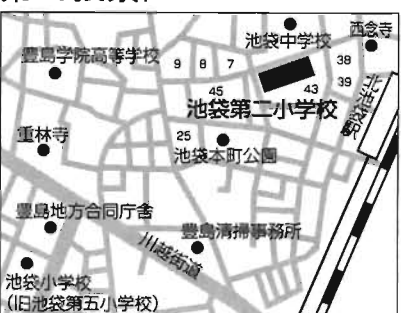 西念寺
池袋中学校
豊島学院高等学校
9 8 7
38
39
45
43
池袋第二小学校
北池袋駅
重林寺
25
池袋本町公園
豊島地方合同庁舎
豊島清掃事務所
川越街道
池袋小学校
(旧池袋第五小学校)